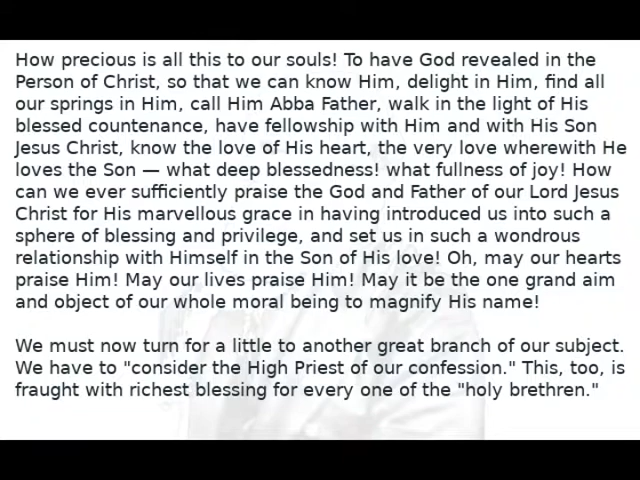 How precious is all this to our souls! To have God revealed in the
Person of Christ, so that we can know Him, delight in Him, find all
our springs in Him, call Him Abba Father, walk in the light of His
blessed countenance, have fellowship with Him and with His Son
Jesus Christ, know the love of His heart, the very love wherewith He
loves the Son — what deep blessedness! what fullness of joy! How
can we ever sufficiently praise the God and Father of our Lord Jesus
Christ for His marvellous grace in having introduced us into such a
sphere of blessing and privilege, and set us in such a wondrous
relationship with Himself in the Son of His love! Oh, may our hearts
praise Him! May our lives praise Him! May it be the one grand aim
and object of our whole moral being to magnify His name!
We must now turn for a little to another great branch of our subject.
We have to "consider the High Priest of our confession." This, too, is
fraught with richest blessing for every one of the "holy brethren."